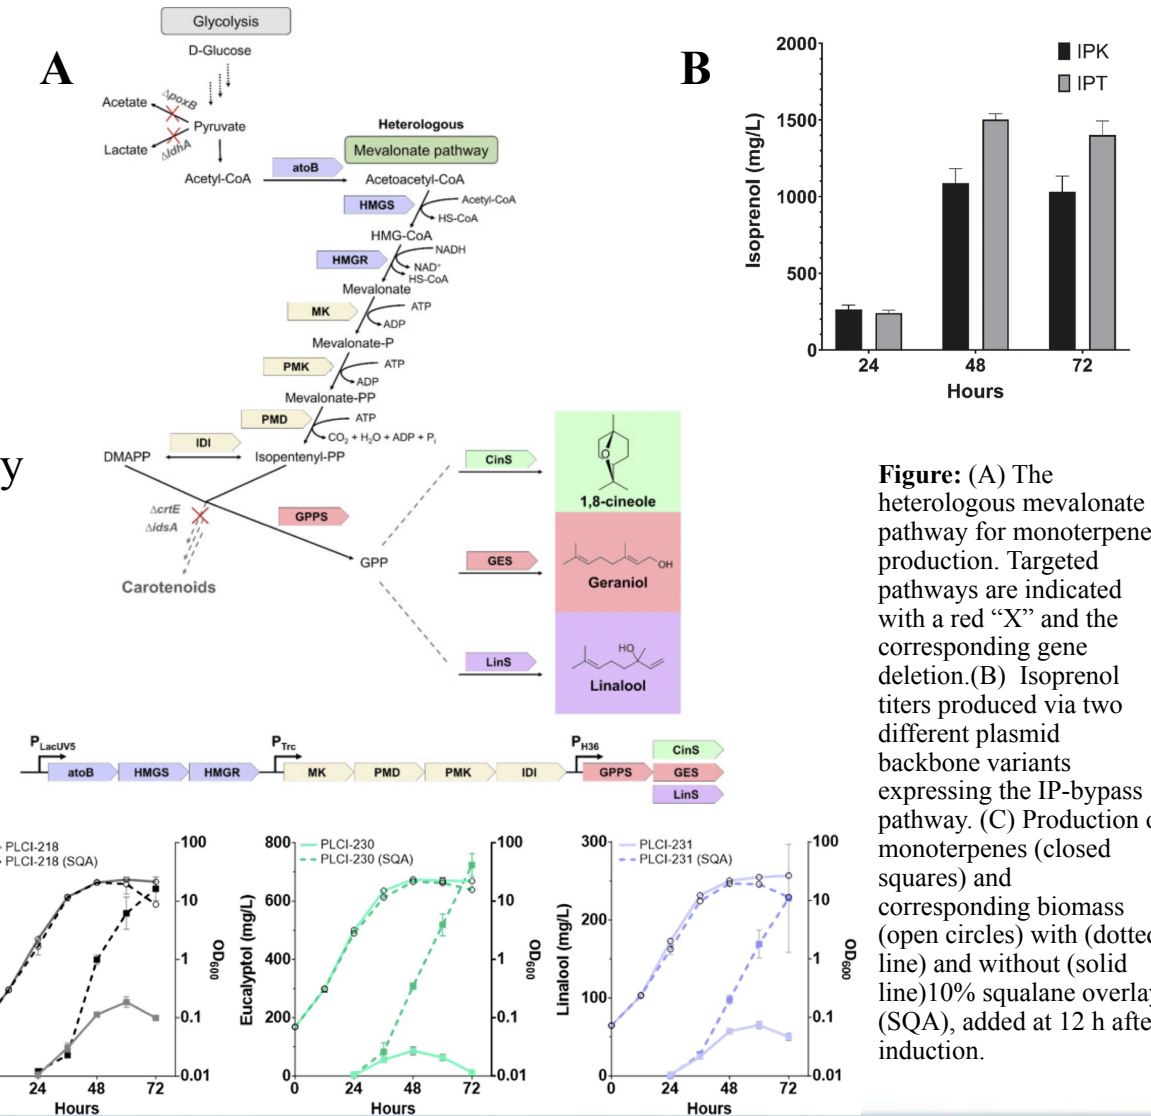 A
Glycolysis
D-Glucose
Acetate
ΔpoxB
Pyruvate
Lactate
ΔldhA
Acetyl-CoA
atoB
Heterologous
Mevalonate pathway
Acetoacetyl-CoA
HMGS
Acetyl-CoA
HS-CoA
HMG-CoA
HMGR
NADH
NAD⁺
HS-CoA
Mevalonate
MK
ATP
ADP
Mevalonate-P
PMK
ATP
ADP
Mevalonate-PP
PMD
ATP
CO₂ + H₂O + ADP + Pᵢ
IDI
DMAPP
Isopentenyl-PP
y
ΔcrtE
ΔidsA
GPPS
Carotenoids
GPP
CinS
O
1,8-cineole
GES
OH
Geraniol
LinS
HO
Linalool
B
IPK
IPT
Isoprenol (mg/L)
2000
1500
1000
500
0
24 48 72
Hours
Figure: (A) The
heterologous mevalonate
pathway for monoterpene
production. Targeted
pathways are indicated
with a red “X” and the
corresponding gene
deletion.(B) Isoprenol
titers produced via two
different plasmid
backbone variants
expressing the IP-bypass
pathway. (C) Production o
monoterpenes (closed
squares) and
corresponding biomass
(open circles) with (dotted
line) and without (solid
line)10% squalane overlay
(SQA), added at 12 h after
induction.
P LacUV5
atoB HMGS HMGR
P Trc
MK PMD PMK IDI
P H36
GPPS
CinS
GES
LinS
PLCI-218
PLCI-218 (SQA)
100
10
1
0.1
0.01
OD₆₀₀
24 48 72
Hours
PLCI-230
PLCI-230 (SQA)
Eucalyptol (mg/L)
800
600
400
200
0
100
10
1
0.1
0.01
OD₆₀₀
0 24 48 72
Hours
PLCI-231
PLCI-231 (SQA)
Linalool (mg/L)
300
200
100
0
100
10
1
0.1
0.01
OD₆₀₀
0 24 48 72
Hours